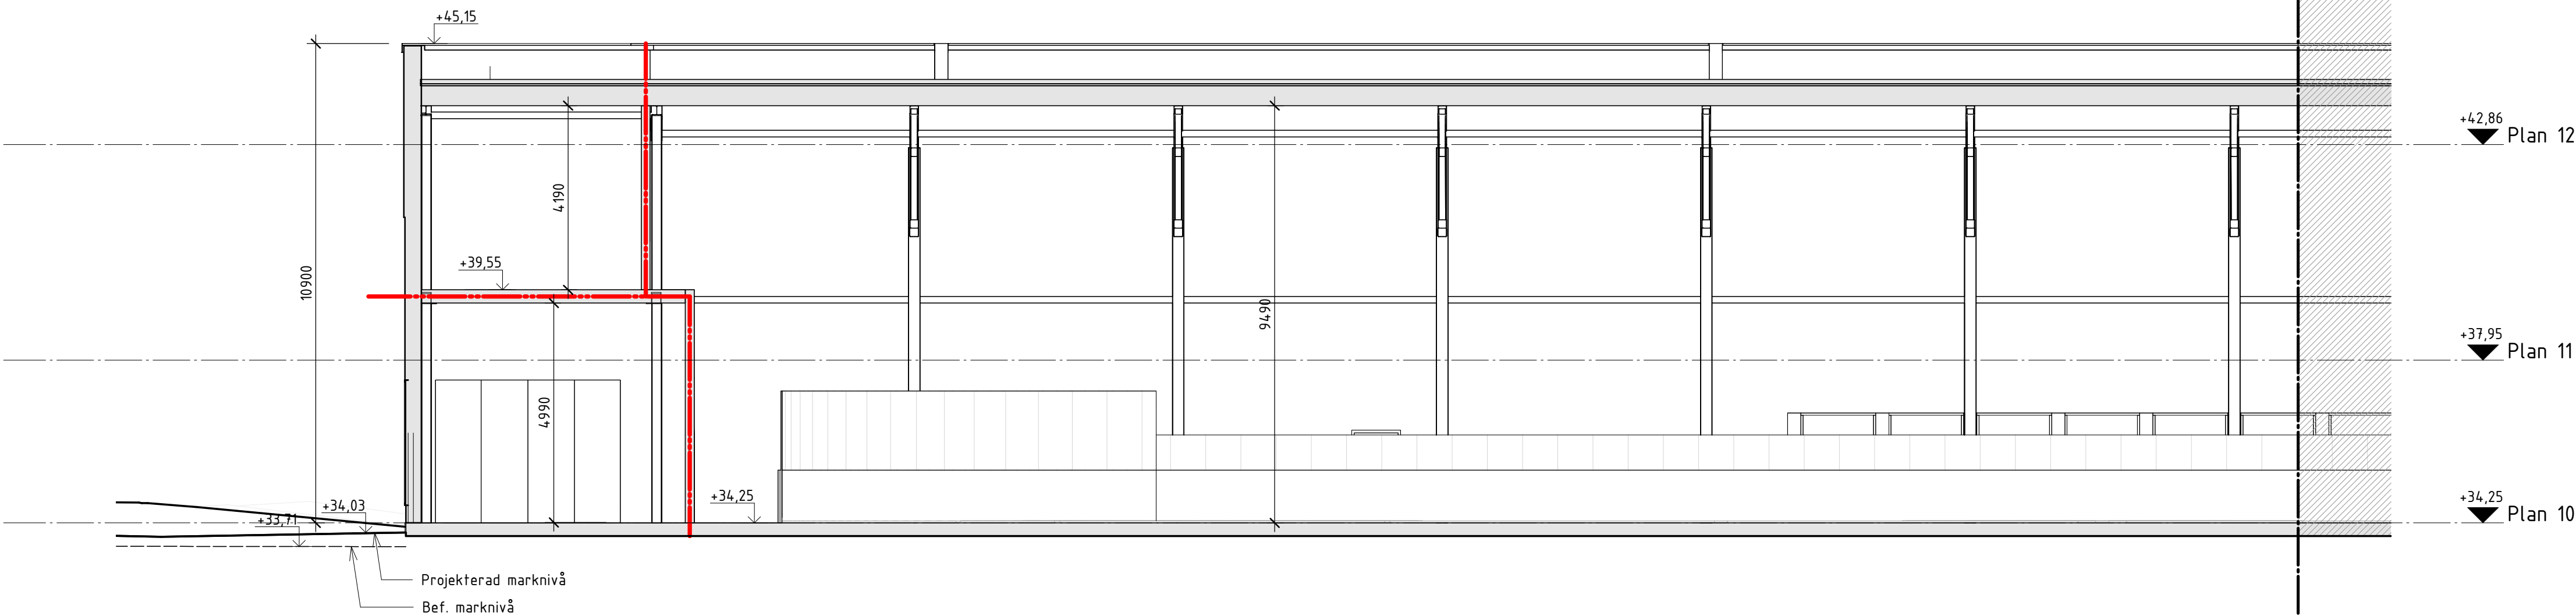 +45,15
+42,86
Plan 12
4190
+39,55
10900
9490
+37,95
Plan 11
4990
+34,25
+34,25
Plan 10
+34,03
+33,71
Projekterad marknivå
Bef. marknivå